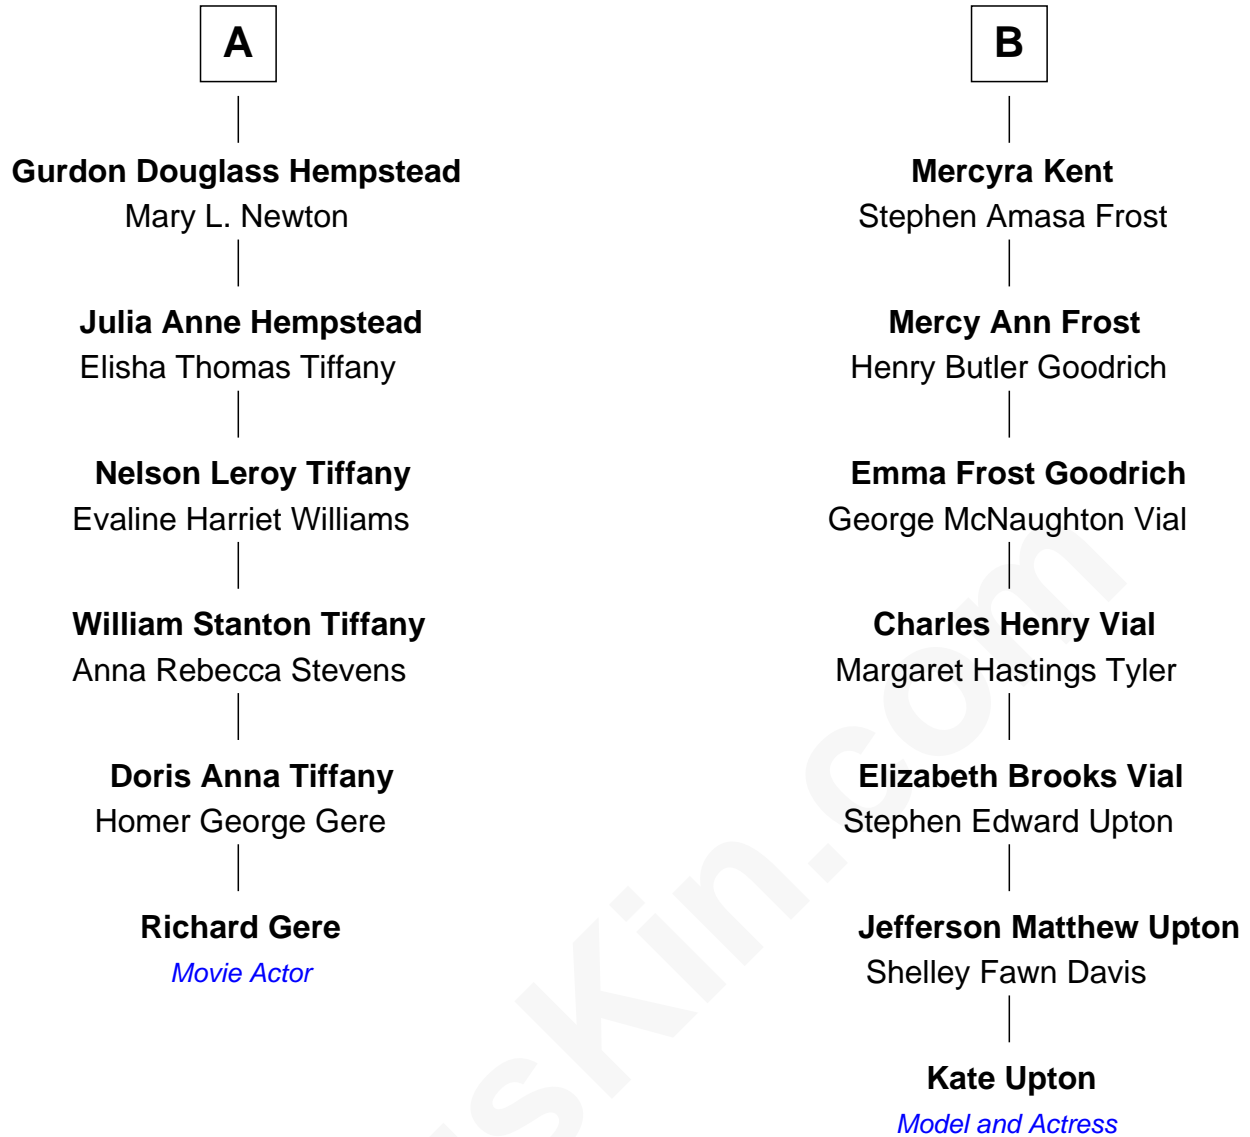 A
Gurdon Douglass Hempstead
Mary L. Newton
Julia Anne Hempstead
Elisha Thomas Tiffany
Nelson Leroy Tiffany
Evaline Harriet Williams
William Stanton Tiffany
Anna Rebecca Stevens
Doris Anna Tiffany
Homer George Gere
Richard Gere
Movie Actor
B
Mercyra Kent
Stephen Amasa Frost
Mercy Ann Frost
Henry Butler Goodrich
Emma Frost Goodrich
George McNaughton Vial
Charles Henry Vial
Margaret Hastings Tyler
Elizabeth Brooks Vial
Stephen Edward Upton
Jefferson Matthew Upton
Shelley Fawn Davis
Kate Upton
Model and Actress
sKin.com